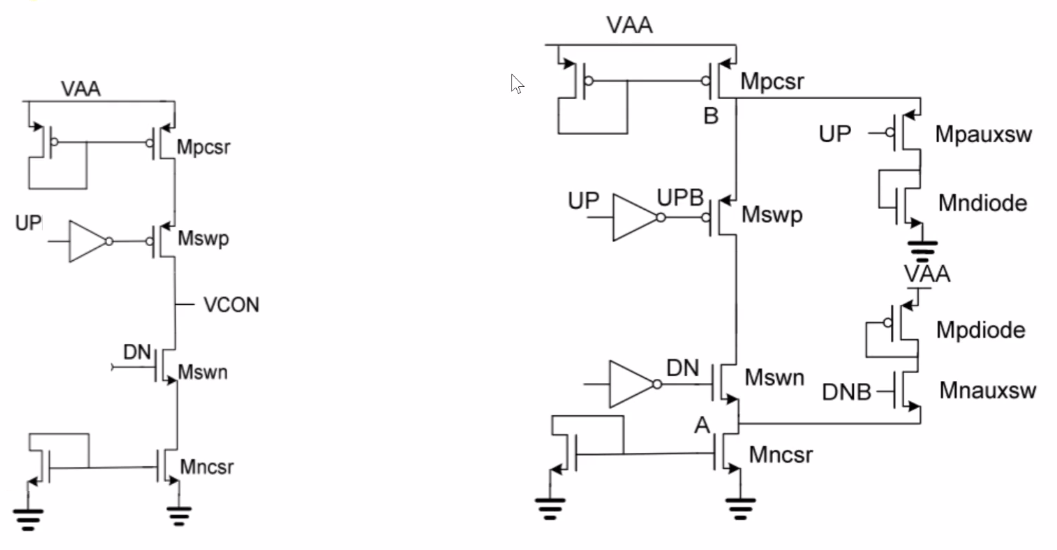 VAA
Mpcsr
UP
Mswp
VCON
DN
Mswn
Mncsr
VAA
Mpcsr
B
UP
Mpauxsw
UP
UPB
Mswp
Mndiode
VAA
Mpdiode
DN
Mswn
DNB
Mnauxsw
A
Mncsr